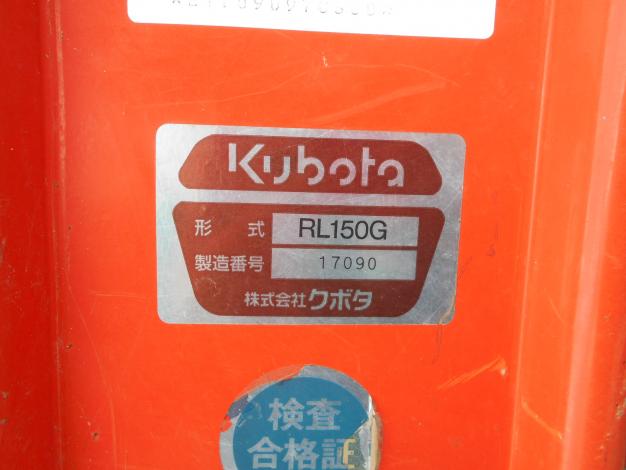 Kubota
形 式 RL150G
製造番号 17090
株式会社クボタ
検査
合格証